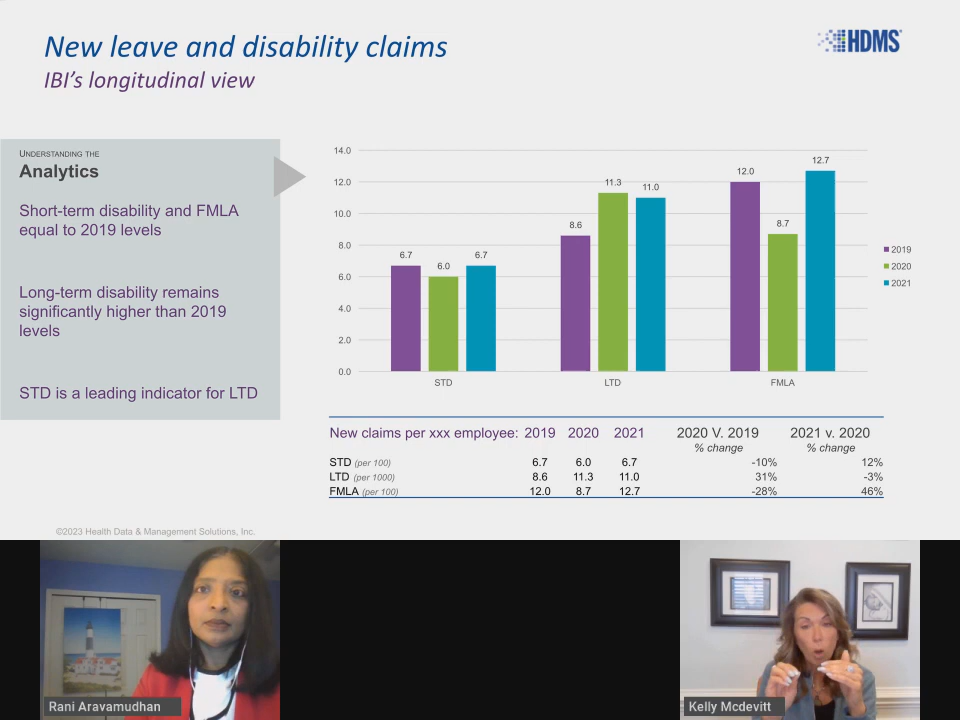 New leave and disability claims
IBI's longitudinal view
HDMS
UNDERSTANDING THE
Analytics
Short-term disability and FMLA
equal to 2019 levels
Long-term disability remains
significantly higher than 2019
levels
STD is a leading indicator for LTD
14.0
12.0
10.0
8.0
6.0
4.0
2.0
0.0
6.7
6.0
6.7
8.6
11.3
11.0
12.0
8.7
12.7
STD
LTD
FMLA
2019
2020
2021
New claims per xxx employee: 2019 2020 2021 2020 V. 2019 2021 v. 2020
% change % change
STD (per 100) 6.7 6.0 6.7 -10% 12%
LTD (per 1000) 8.6 11.3 11.0 31% -3%
FMLA (per 100) 12.0 8.7 12.7 -28% 46%
©2023 Health Data & Management Solutions, Inc.
Rani Aravamudhan
Kelly Mcdevitt